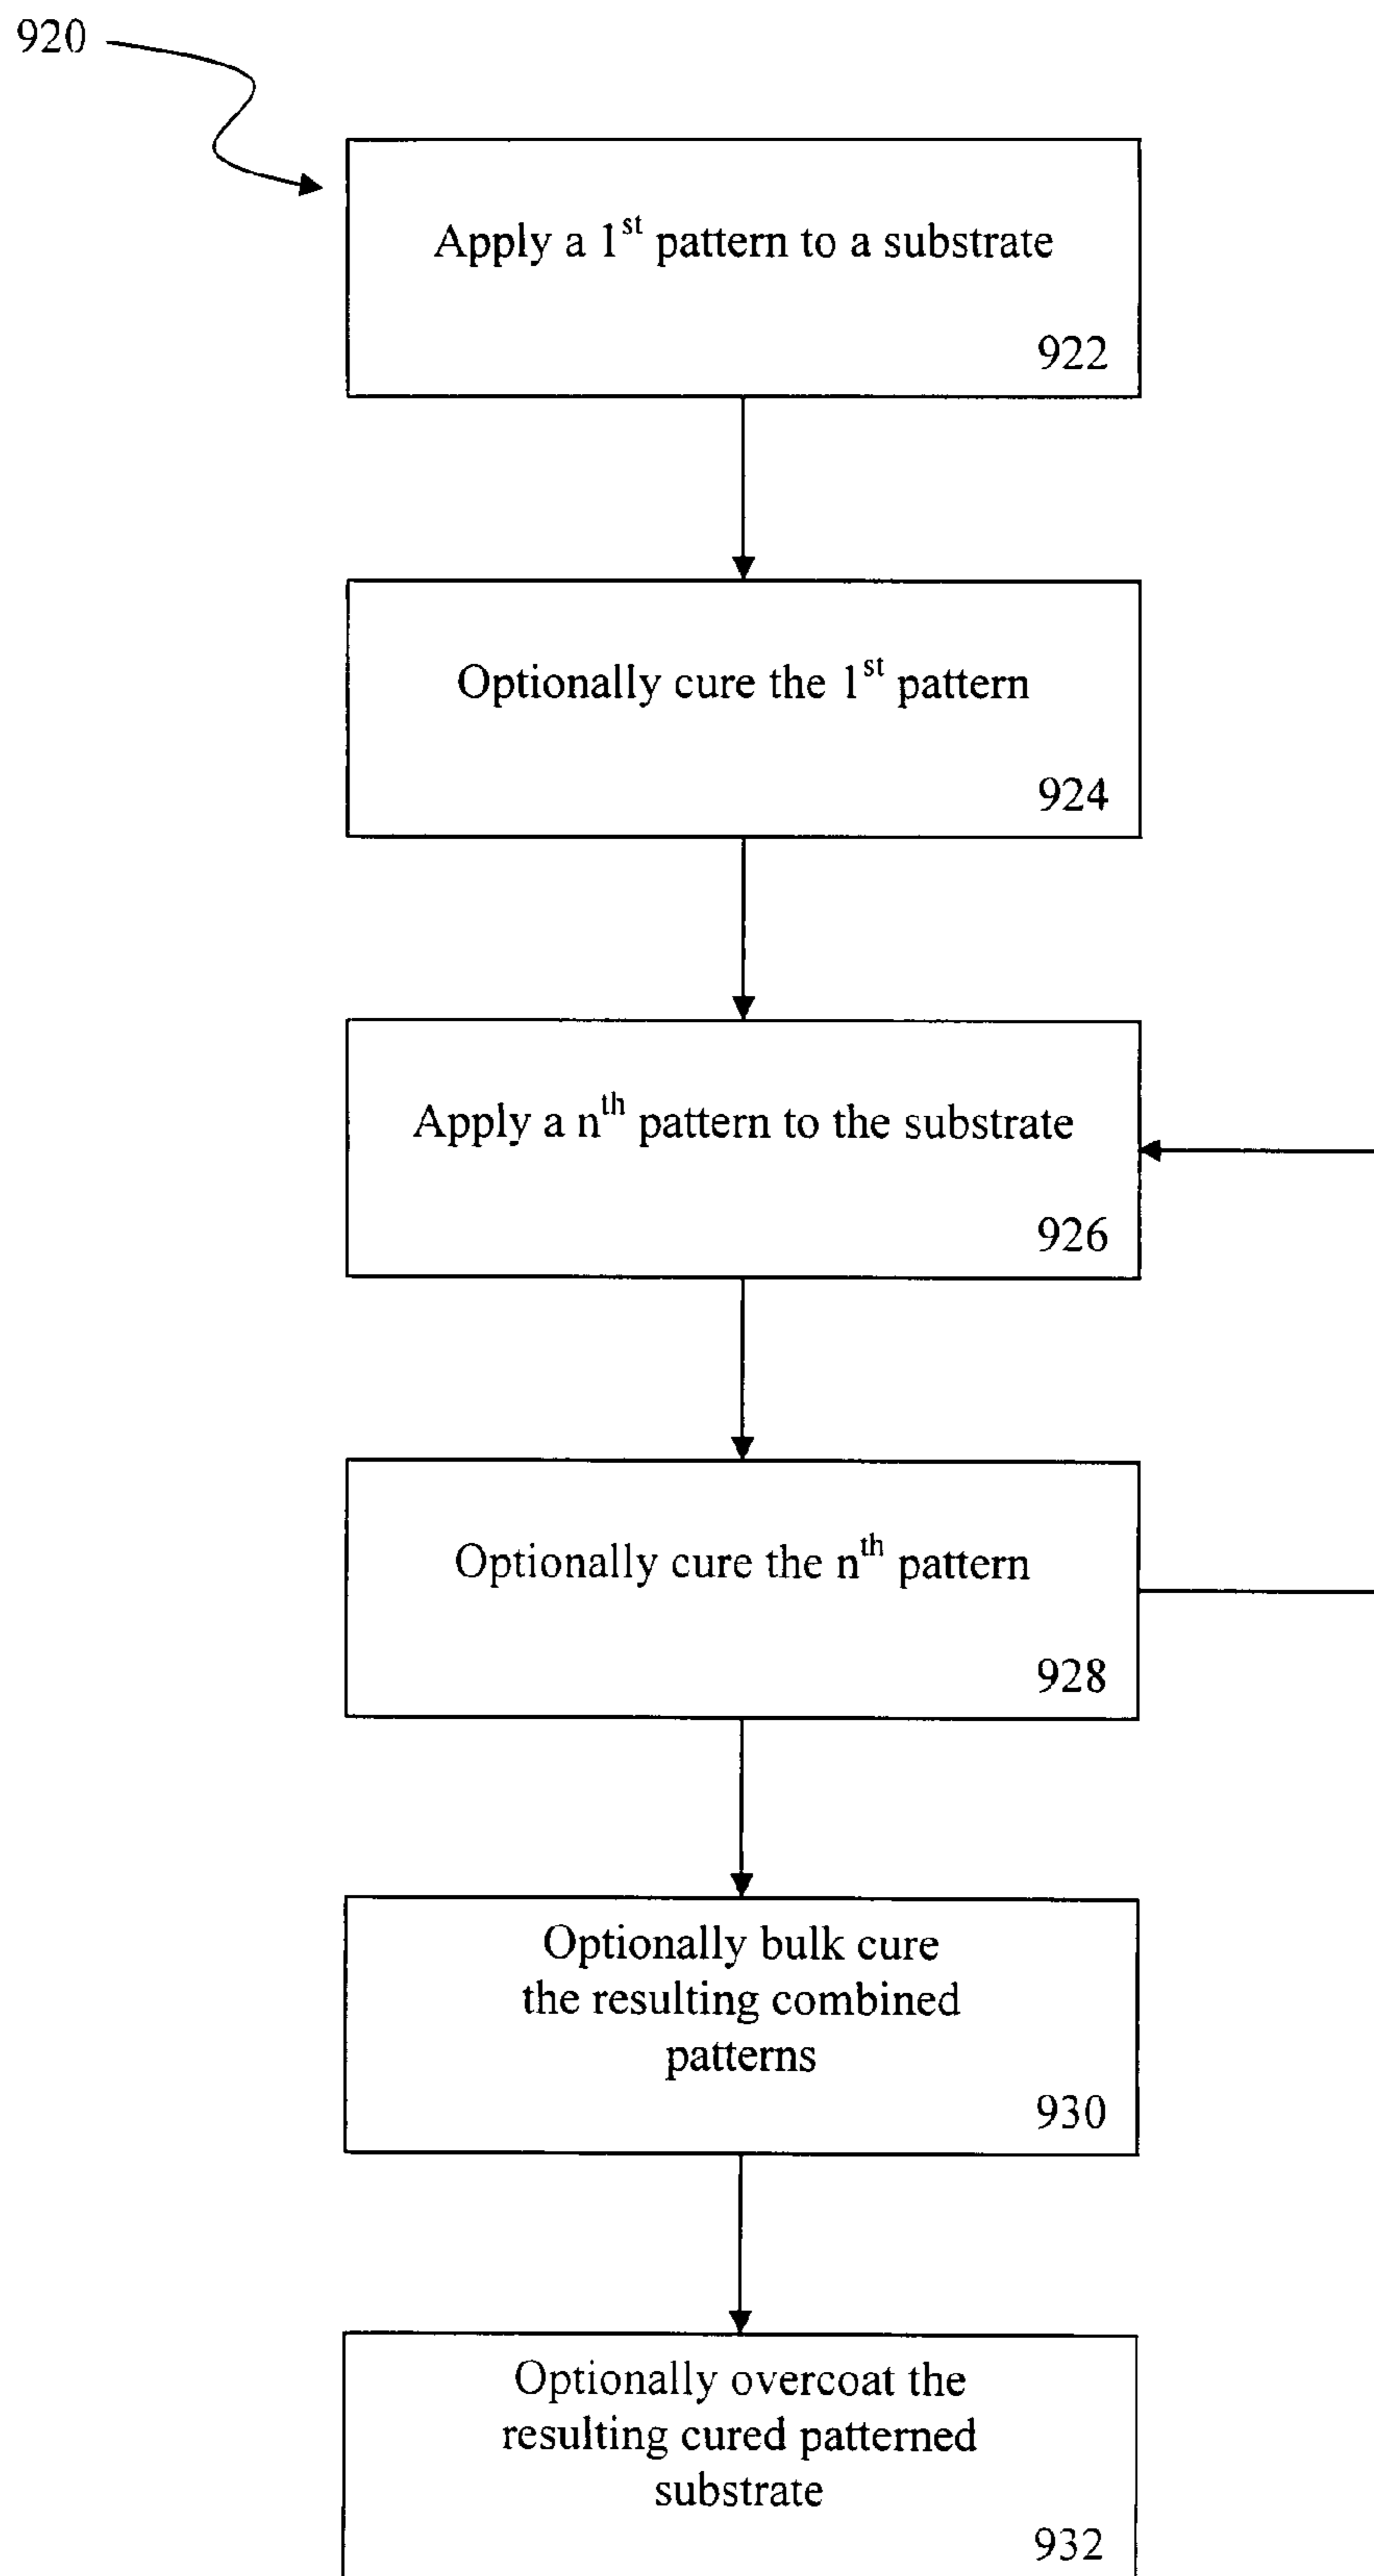 920
Apply a 1st pattern to a substrate
922
Optionally cure the 1st pattern
924
Apply a nth pattern to the substrate
926
Optionally cure the nth pattern
928
Optionally bulk cure
the resulting combined
patterns
930
Optionally overcoat the
resulting cured patterned
substrate
932